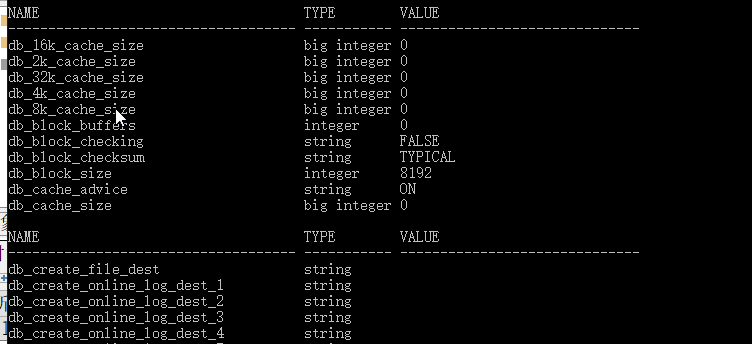 NAME TYPE VALUE
------------------------------------ ----------- ------------------------------
db_16k_cache_size big integer 0
db_2k_cache_size big integer 0
db_32k_cache_size big integer 0
db_4k_cache_size big integer 0
db_8k_cache_size big integer 0
db_block_buffers integer 0
db_block_checking string FALSE
db_block_checksum string TYPICAL
db_block_size integer 8192
db_cache_advice string ON
db_cache_size big integer 0
NAME TYPE VALUE
------------------------------------ ----------- ------------------------------
db_create_file_dest string
db_create_online_log_dest_1 string
db_create_online_log_dest_2 string
db_create_online_log_dest_3 string
db_create_online_log_dest_4 string